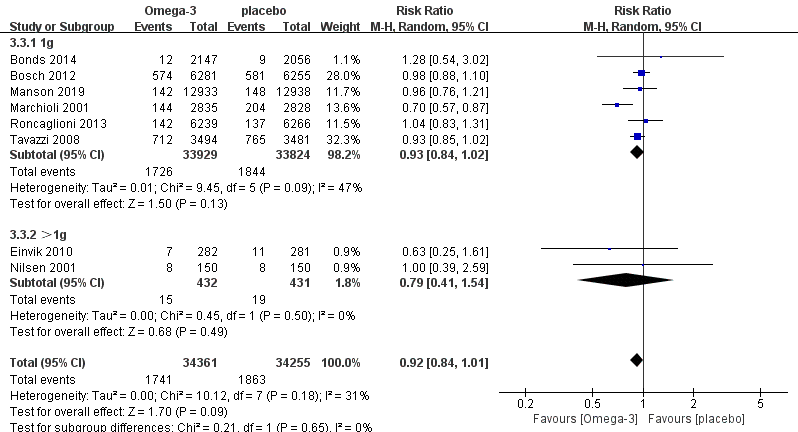 Omega-3 placebo Risk Ratio Risk Ratio
Study or Subgroup Events Total Events Total Weight M-H, Random, 95% CI M-H, Random, 95% CI
3.3.1 1g
Bonds 2014 12 2147 9 2056 1.1% 1.28 [0.54, 3.02]
Bosch 2012 574 6281 581 6255 28.0% 0.98 [0.88, 1.10]
Manson 2019 142 12933 148 12938 11.7% 0.96 [0.76, 1.21]
Marchioli 2001 144 2835 204 2828 13.6% 0.70 [0.57, 0.87]
Roncaglioni 2013 142 6239 137 6266 11.5% 1.04 [0.83, 1.31]
Tavazzi 2008 712 3494 765 3481 32.3% 0.93 [0.85, 1.02]
Subtotal (95% CI) 33929 33824 98.2% 0.93 [0.84, 1.02]
Total events 1726 1844
Heterogeneity: Tau² = 0.01; Chi² = 9.45, df = 5 (P = 0.09); I² = 47%
Test for overall effect: Z = 1.50 (P = 0.13)
3.3.2 >1g
Einvik 2010 7 282 11 281 0.9% 0.63 [0.25, 1.61]
Nilsen 2001 8 150 8 150 0.9% 1.00 [0.39, 2.59]
Subtotal (95% CI) 432 431 1.8% 0.79 [0.41, 1.54]
Total events 15 19
Heterogeneity: Tau² = 0.00; Chi² = 0.45, df = 1 (P = 0.50); I² = 0%
Test for overall effect: Z = 0.68 (P = 0.49)
Total (95% CI) 34361 34255 100.0% 0.92 [0.84, 1.01]
Total events 1741 1863
Heterogeneity: Tau² = 0.00; Chi² = 10.12, df = 7 (P = 0.18); I² = 31%
Test for overall effect: Z = 1.70 (P = 0.09)
Test for subgroup differences: Chi² = 0.21, df = 1 (P = 0.65), I² = 0%
0.2 0.5 1 2 5
Favours [Omega-3] Favours [placebo]